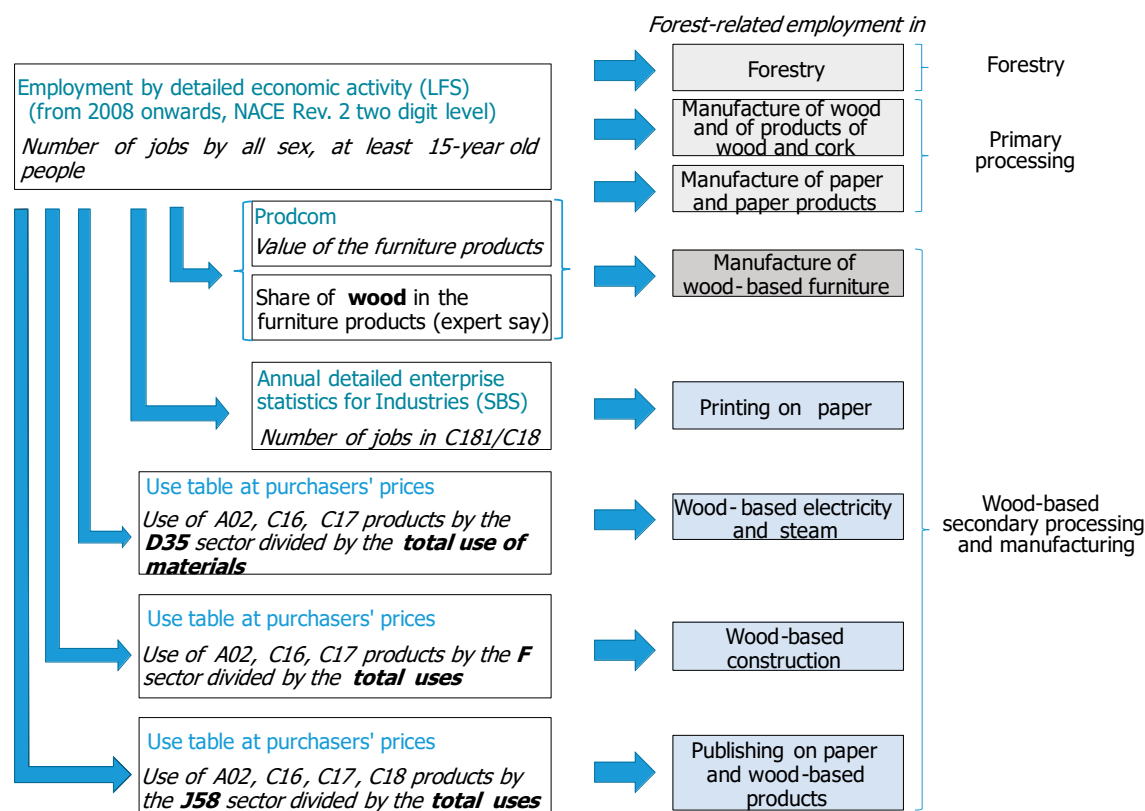 Forest-related employment in
Employment by detailed economic activity (LFS)
(from 2008 onwards, NACE Rev. 2 two digit level)
Number of jobs by all sex, at least 15-year old
people
Forestry
Forestry
Manufacture of wood
and of products of
wood and cork
Primary
processing
Manufacture of paper
and paper products
Prodcom
Value of the furniture products
Share of wood in the
furniture products (expert say)
Manufacture of
wood-based furniture
Annual detailed enterprise
statistics for Industries (SBS)
Number of jobs in C181/C18
Printing on paper
Use table at purchasers' prices
Use of A02, C16, C17 products by the
D35 sector divided by the total use of
materials
Wood-based electricity
and steam
Wood-based
secondary processing
and manufacturing
Use table at purchasers' prices
Use of A02, C16, C17 products by the F
sector divided by the total uses
Wood-based
construction
Use table at purchasers' prices
Use of A02, C16, C17, C18 products by
the J58 sector divided by the total uses
Publishing on paper
and wood-based
products